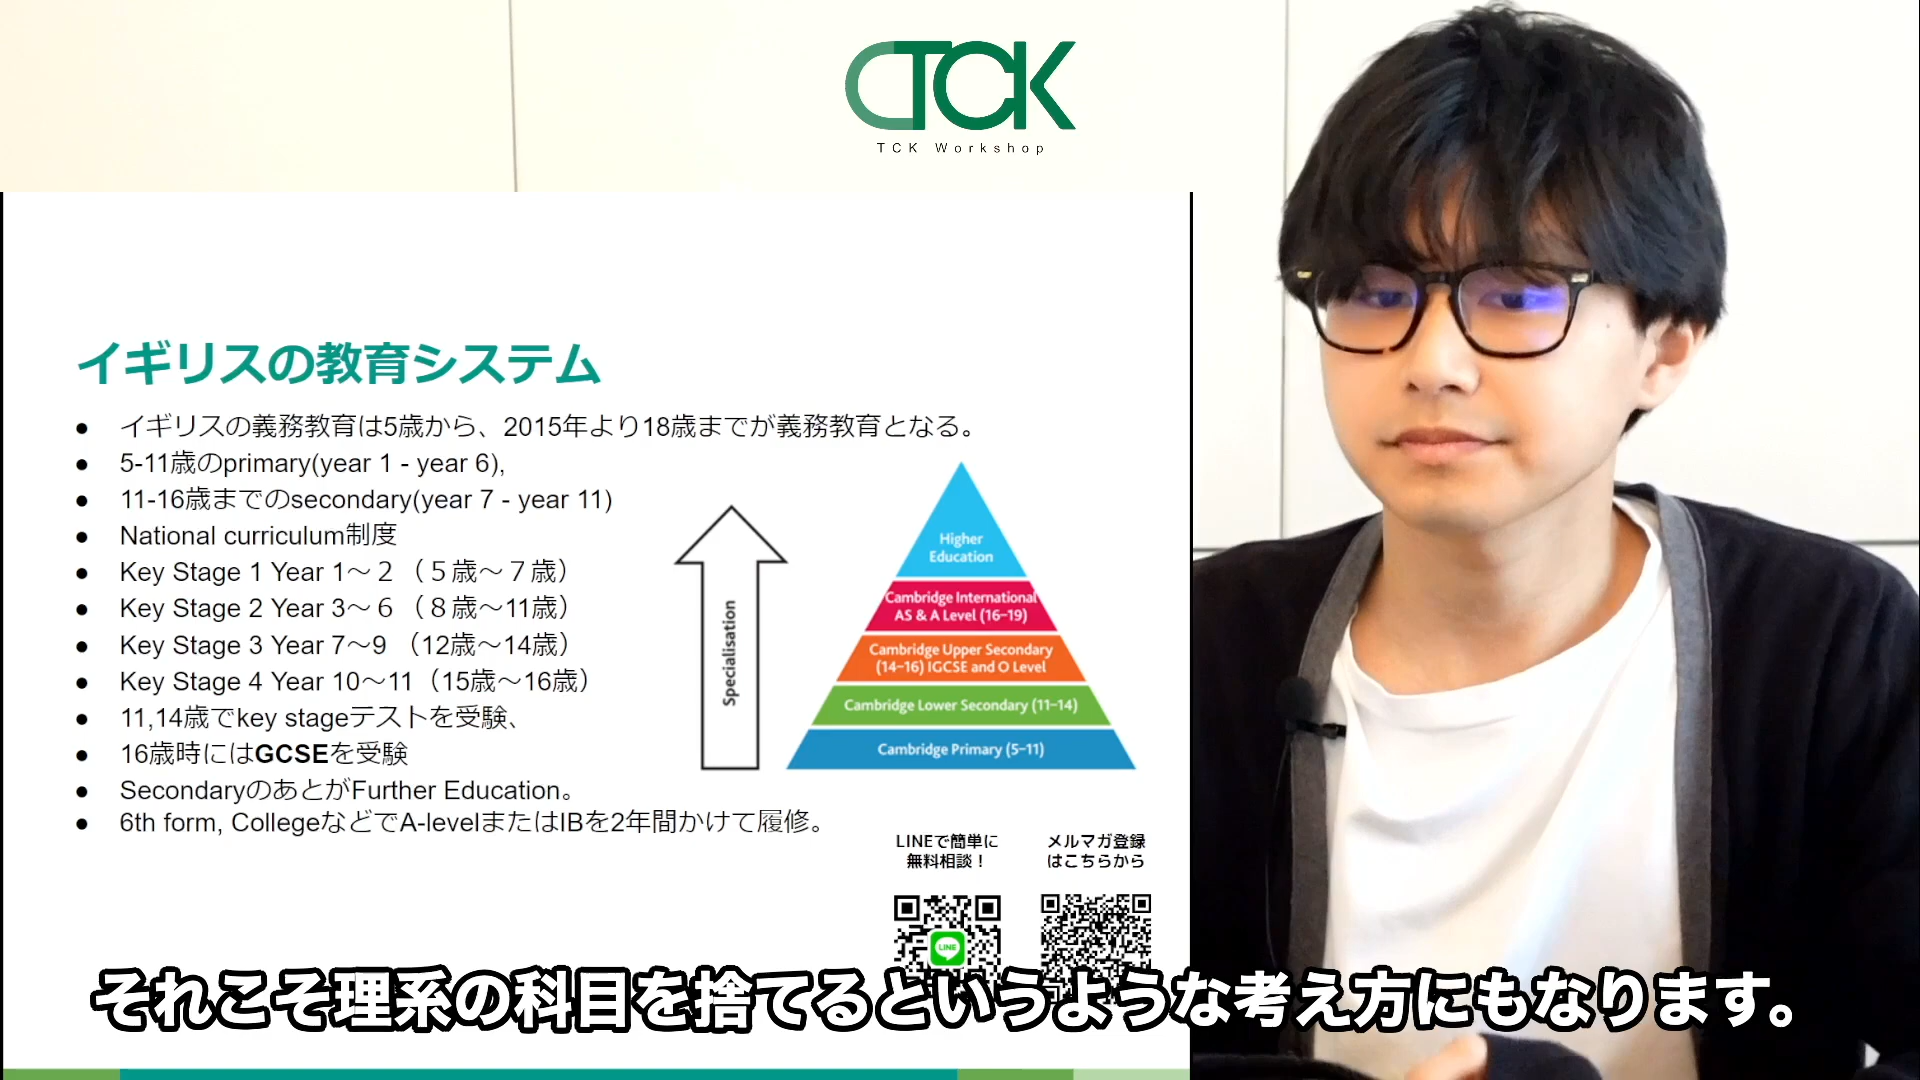 TCK
TCK Workshop
イギリスの教育システム
● イギリスの義務教育は5歳から、2015年より18歳までが義務教育となる。
● 5-11歳のprimary(year 1 - year 6),
● 11-16歳までのsecondary(year 7 - year 11)
● National curriculum制度
● Key Stage 1 Year 1～２（５歳～７歳）
● Key Stage 2 Year 3～６（８歳～11歳）
● Key Stage 3 Year 7～9 （12歳～14歳）
● Key Stage 4 Year 10～11（15歳～16歳）
● 11,14歳でkey stageテストを受験、
● 16歳時にはGCSEを受験
● SecondaryのあとがFurther Education。
● 6th form, CollegeなどでA-levelまたはIBを2年間かけて履修。
Specialisation
Higher
Education
Cambridge International
AS & A Level (16–19)
Cambridge Upper Secondary
(14–16) IGCSE and O Level
Cambridge Lower Secondary (11–14)
Cambridge Primary (5–11)
LINEで簡単に
無料相談！
メルマガ登録
はこちらから
LINE
それこそ理系の科目を捨てるというような考え方にもなります。